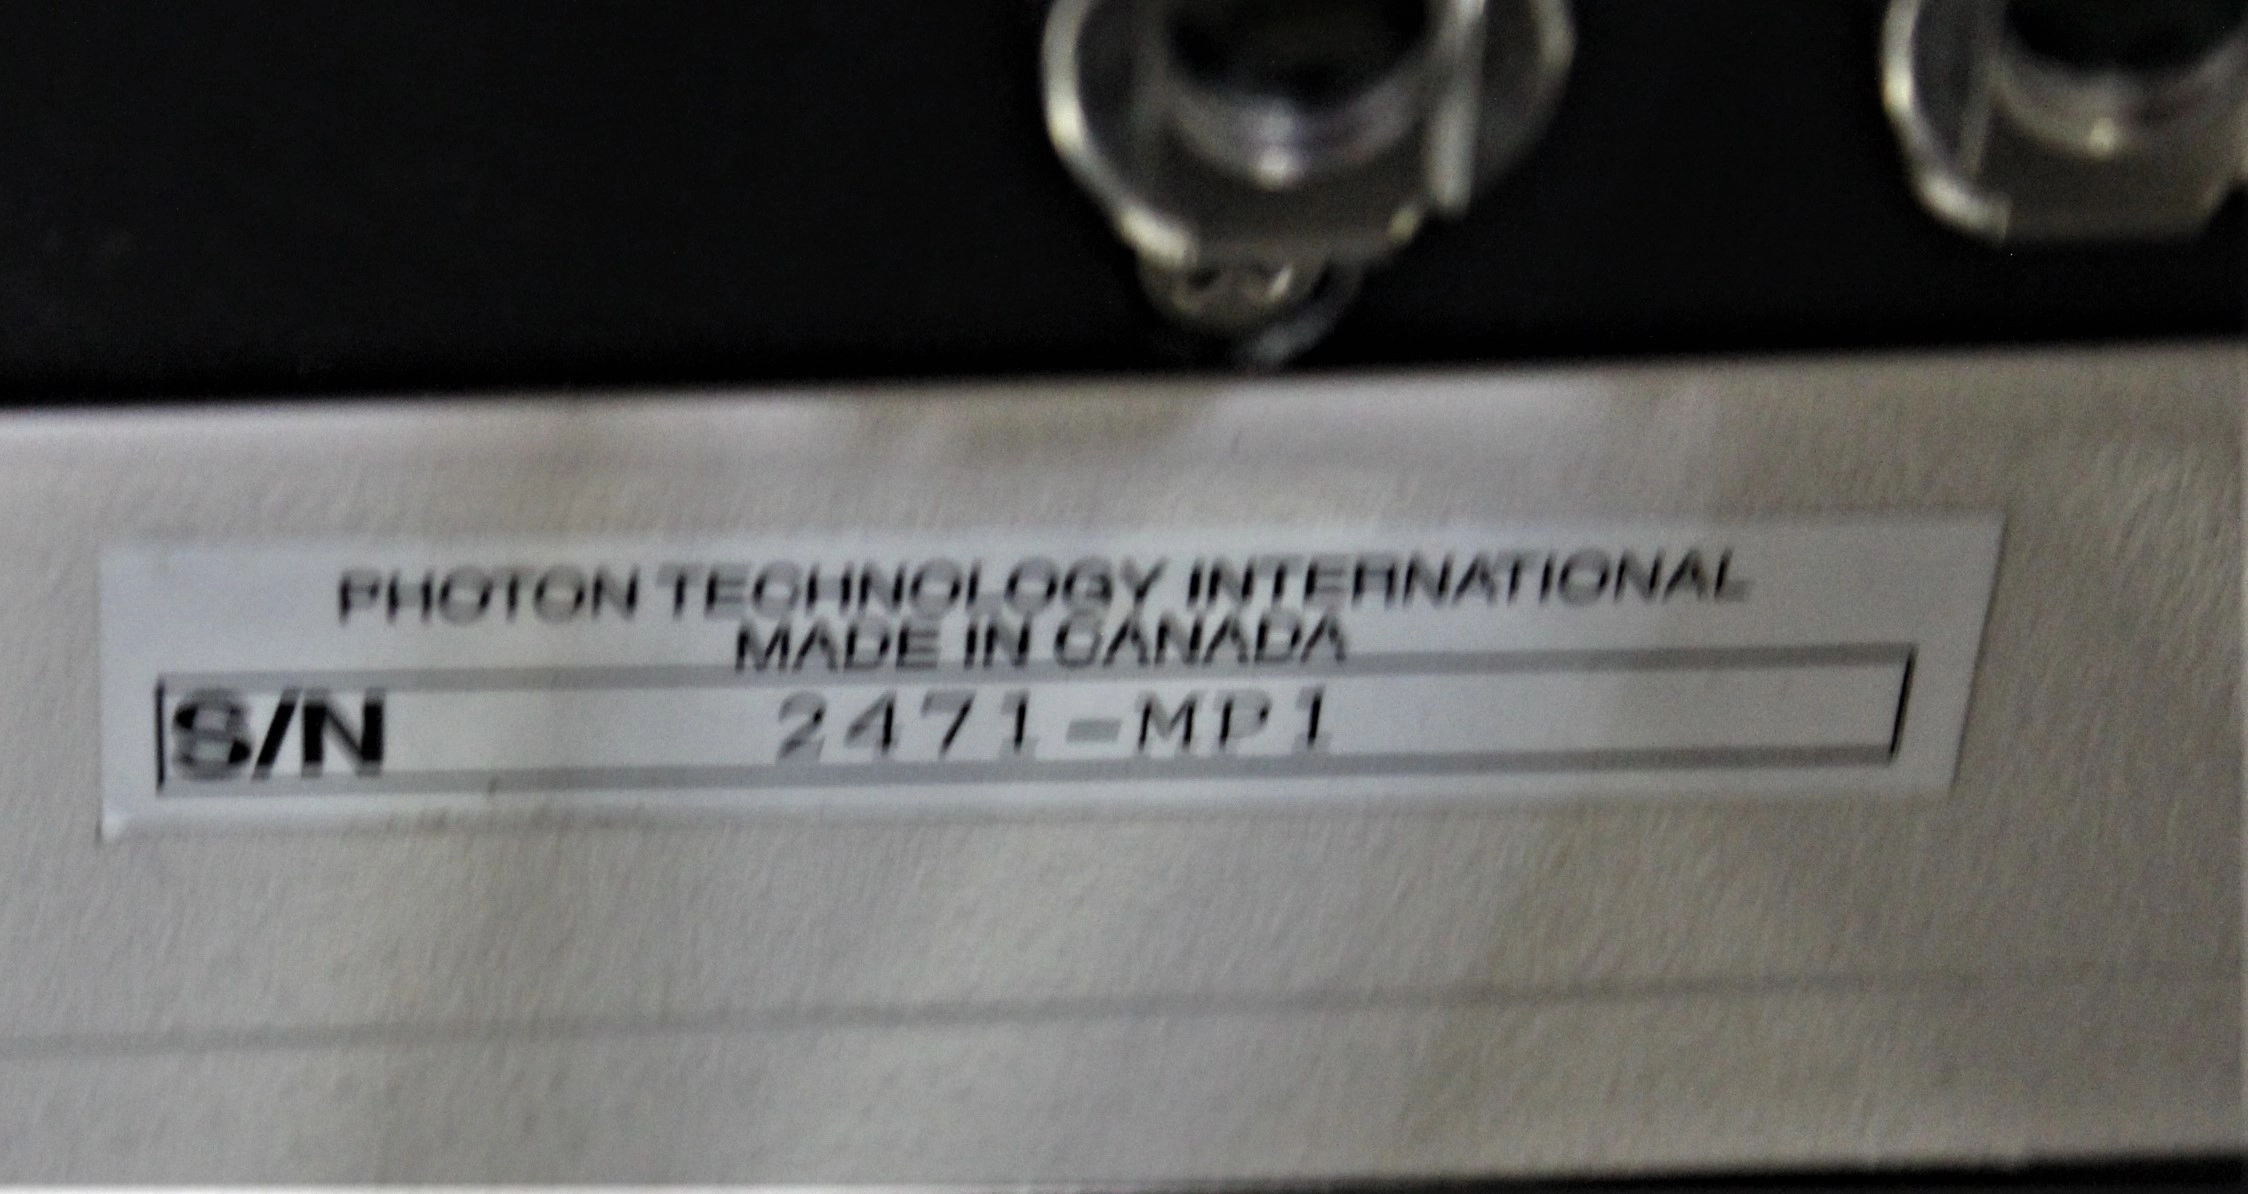 PHOTON TECHNOLOGY INTERNATIONAL
MADE IN CANADA
S/N 2471-MP1